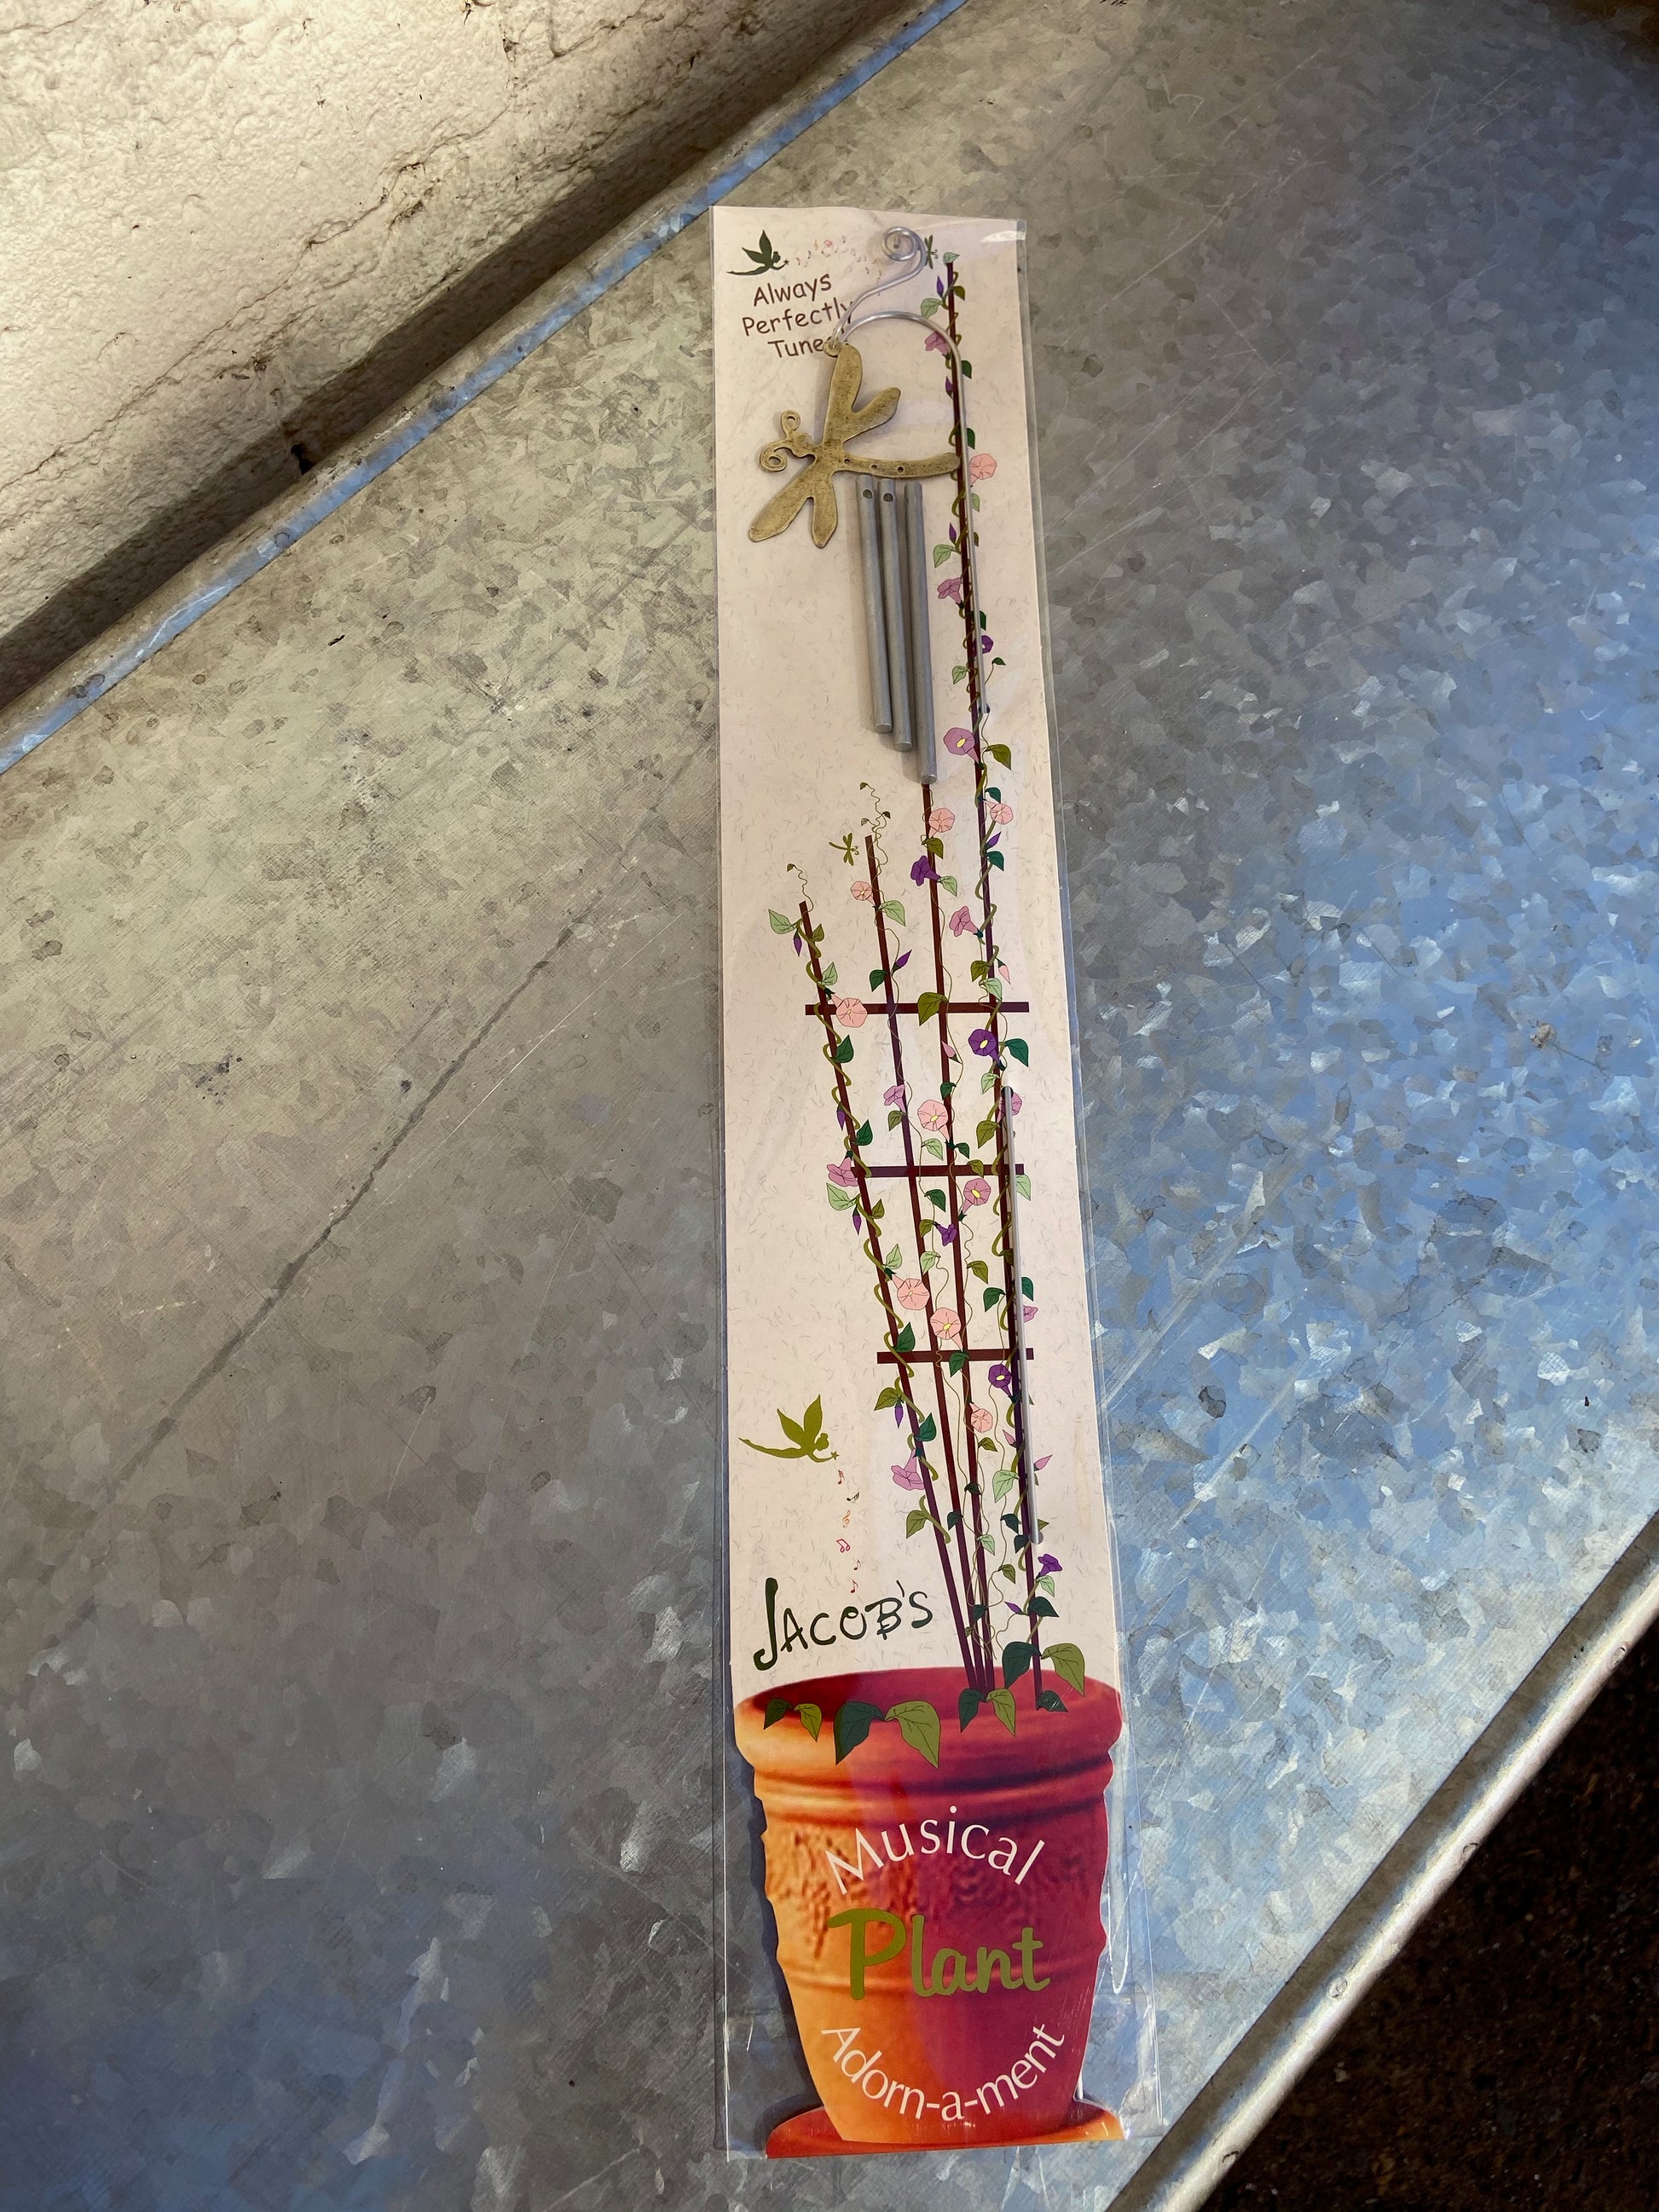 Always
Perfectly
Tune
JACOB'S
Musical
Plant
Adorn-a-ment